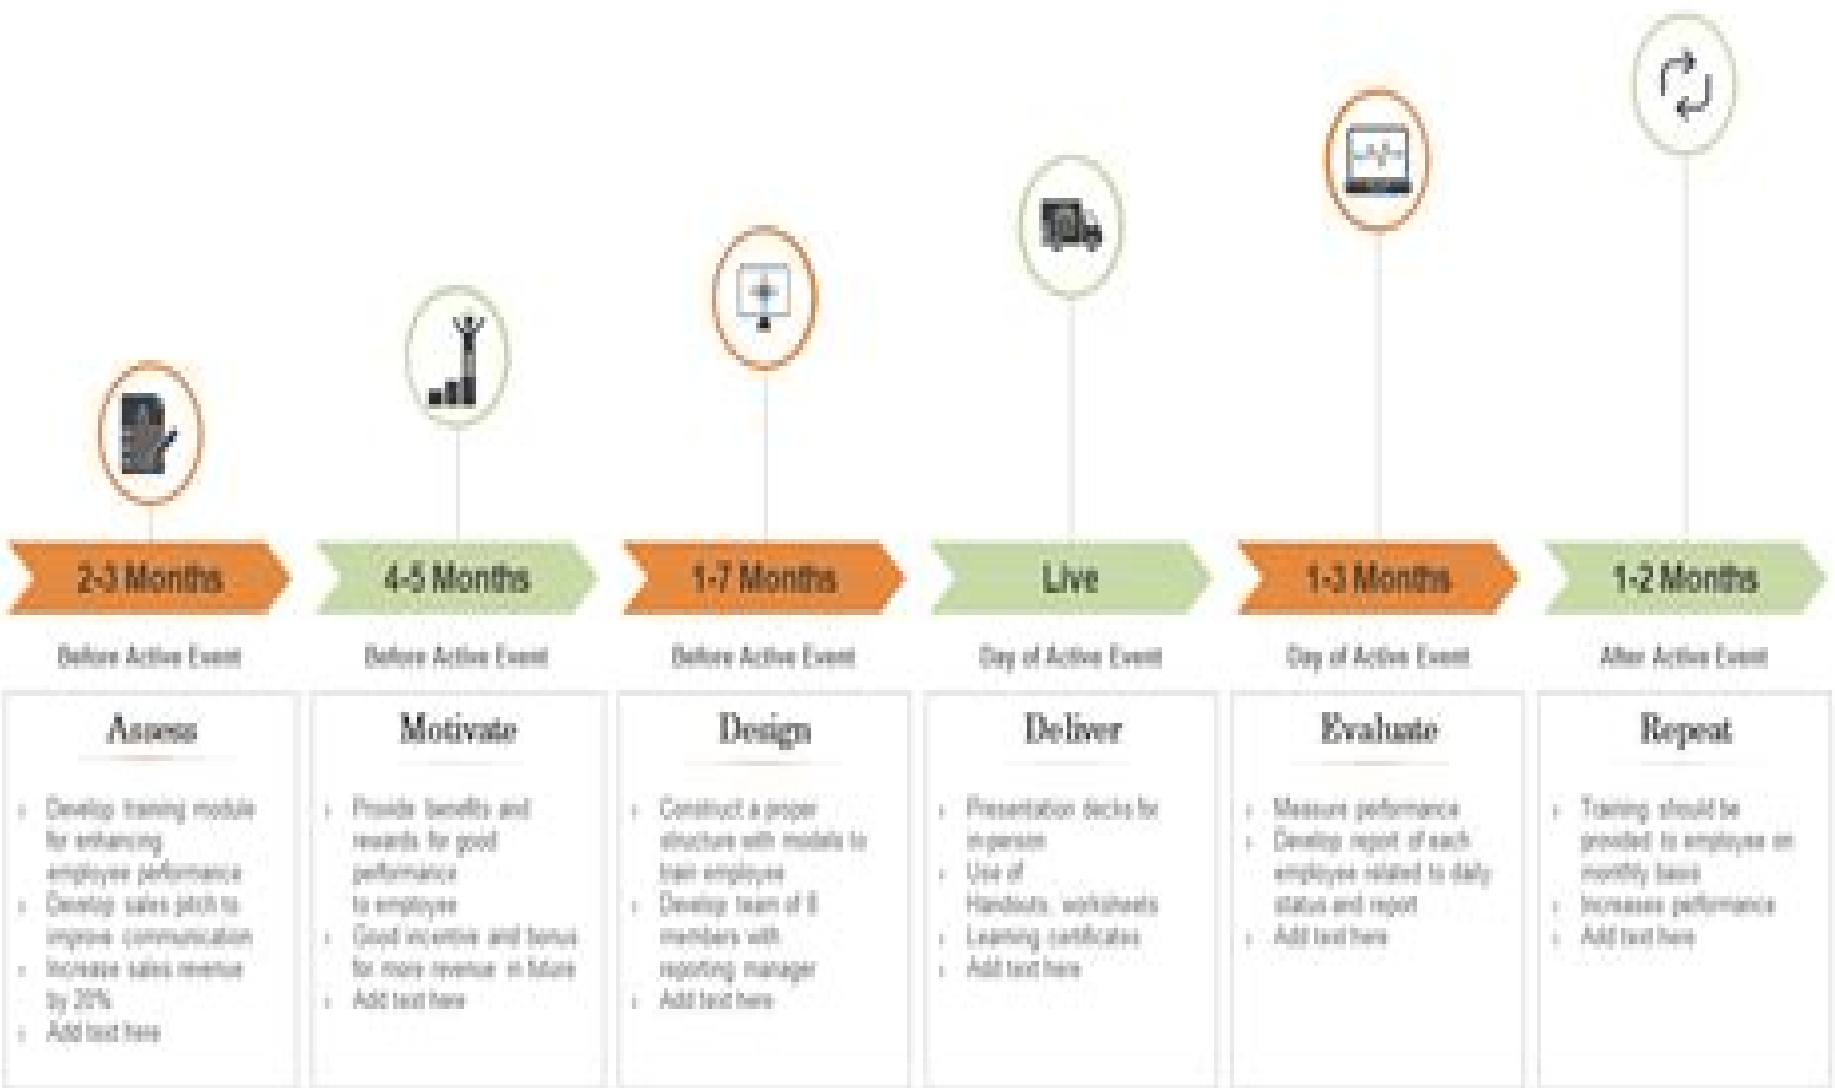 2-3 Months
4-5 Months
1-7 Months
Live
1-3 Months
1-2 Months
Before Active Event
Before Active Event
Before Active Event
Day of Active Event
Day of Active Event
After Active Event
Assess
Develop training module
for enhancing
employee performance
Develop sales pitch to
improve communication
Increase sales revenue
by 20%
Add text here
Motivate
Provide benefits and
rewards for good
performance
to employee
Good incentive and bonus
for more revenue in future
Add text here
Design
Construct a proper
structure with models to
train employee
Develop team of
members with
reporting manager
Add text here
Deliver
Presentation decks for
in person
Use of
Handouts, worksheets
Learning certificates
Add text here
Evaluate
Measure performance
Develop report of each
employee related to daily
status and report
Add text here
Repeat
Training should be
provided to employee on
monthly basis
Increases performance
Add text here